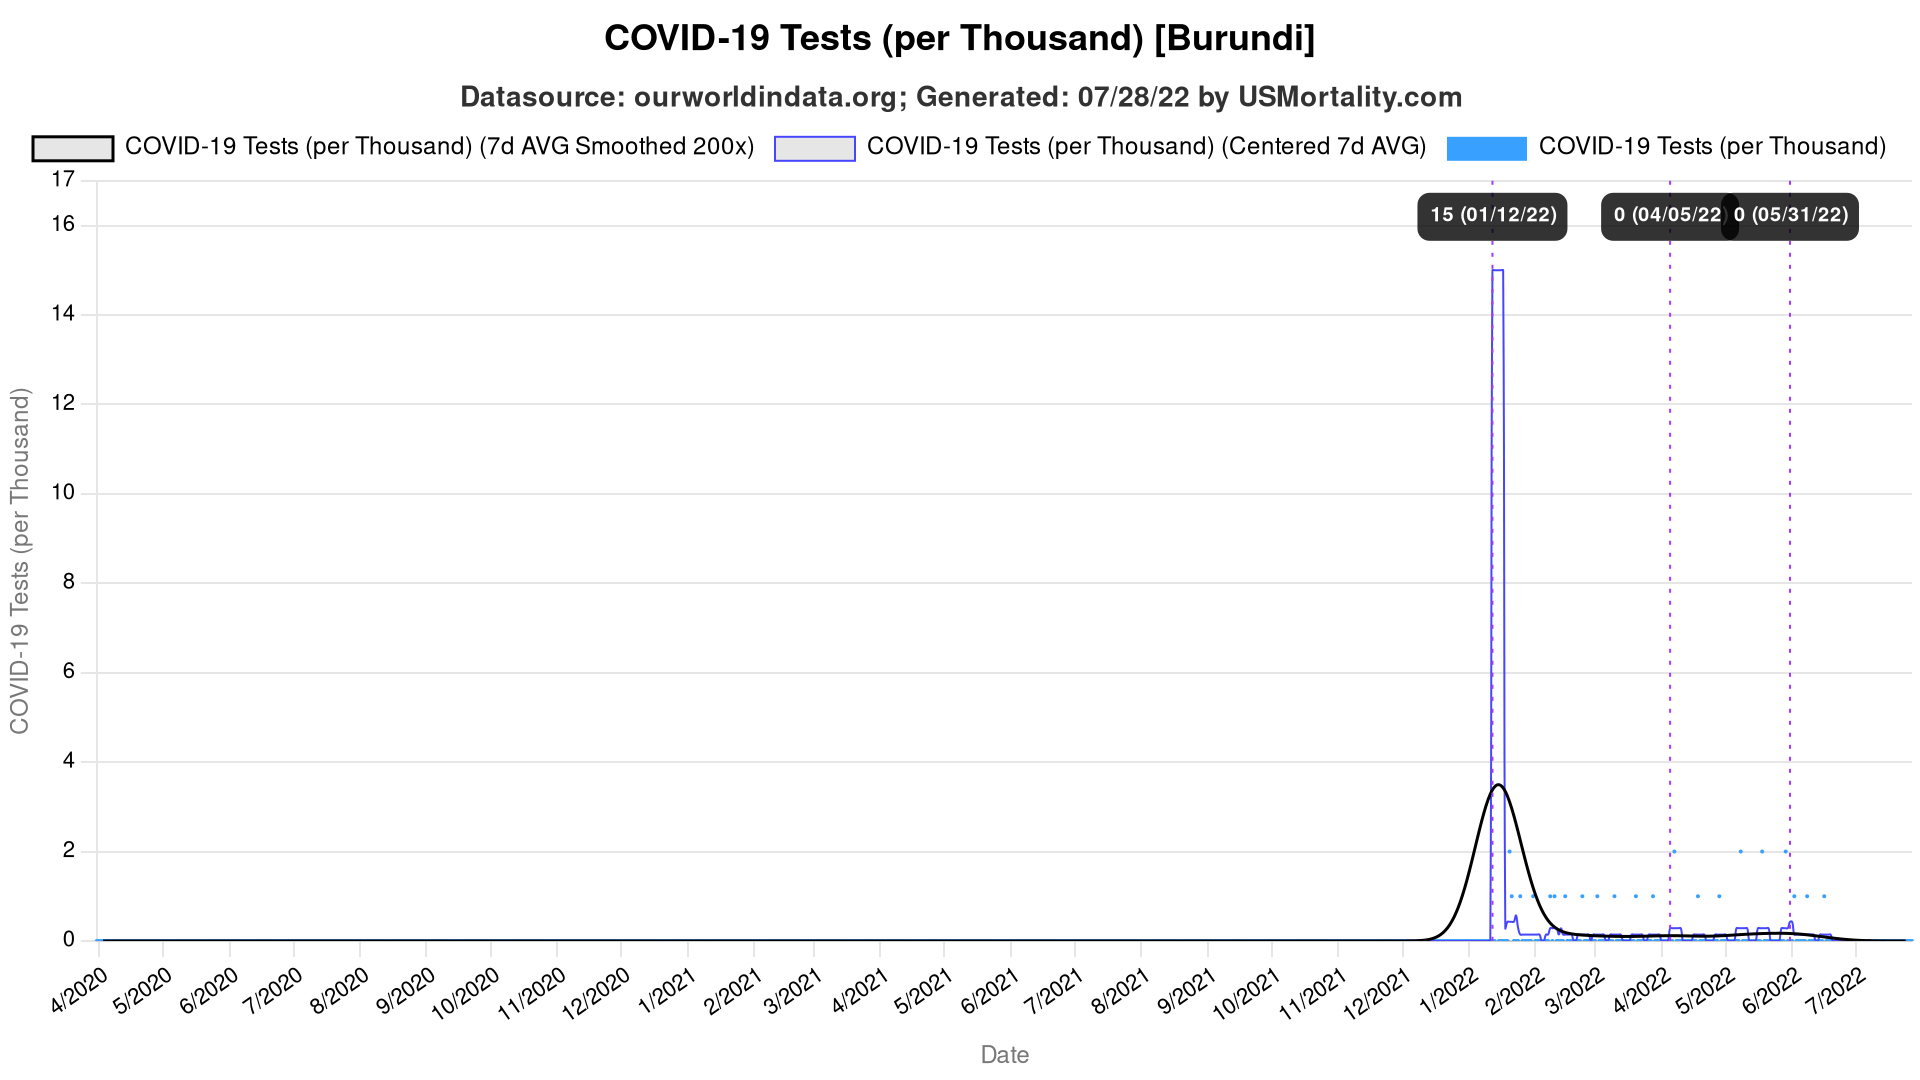 COVID-19 Tests (per Thousand) [Burundi]
Datasource: ourworldindata.org; Generated: 07/28/22 by USMortality.com
COVID-19 Tests (per Thousand) (7d AVG Smoothed 200x) COVID-19 Tests (per Thousand) (Centered 7d AVG) COVID-19 Tests (per Thousand)
17
16
14
12
10
8
6
4
2
0
COVID-19 Tests (per Thousand)
15 (01/12/22) 0 (04/05/22) 0 (05/31/22)
4/2020 5/2020 6/2020 7/2020 8/2020 9/2020 10/2020 11/2020 12/2020 1/2021 2/2021 3/2021 4/2021 5/2021 6/2021 7/2021 8/2021 9/2021 10/2021 11/2021 12/2021 1/2022 2/2022 3/2022 4/2022 5/2022 6/2022 7/2022
Date